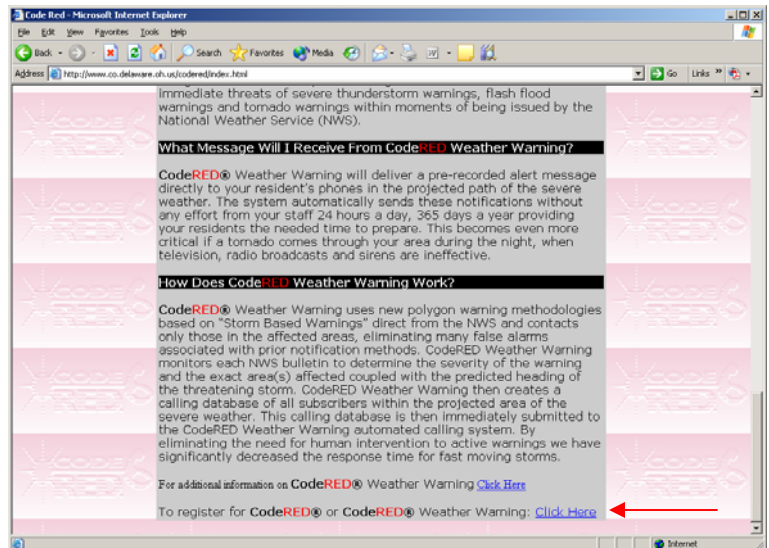 Code Red - Microsoft Internet Explorer
File Edit View Favorites Tools Help
Back Search Favorites Media
Address http://www.co.delaware.oh.us/codered/index.html Go Links »
immediate threats of severe thunderstorm warnings, flash flood
warnings and tornado warnings within moments of being issued by the
National Weather Service (NWS).
What Message Will I Receive From CodeRED Weather Warning?
CodeRED® Weather Warning will deliver a pre-recorded alert message
directly to your resident's phones in the projected path of the severe
weather. The system automatically sends these notifications without
any effort from your staff 24 hours a day, 365 days a year providing
your residents the needed time to prepare. This becomes even more
critical if a tornado comes through your area during the night, when
television, radio broadcasts and sirens are ineffective.
How Does CodeRED Weather Warning Work?
CodeRED® Weather Warning uses new polygon warning methodologies
based on "Storm Based Warnings" direct from the NWS and contacts
only those in the affected areas, eliminating many false alarms
associated with prior notification methods. CodeRED Weather Warning
monitors each NWS bulletin to determine the severity of the warning
and the exact area(s) affected coupled with the predicted heading of
the threatening storm. CodeRED Weather Warning then creates a
calling database of all subscribers within the projected area of the
severe weather. This calling database is then immediately submitted to
the CodeRED Weather Warning automated calling system. By
eliminating the need for human intervention to active warnings we have
significantly decreased the response time for fast moving storms.
For additional information on CodeRED® Weather Warning Click Here
To register for CodeRED® or CodeRED® Weather Warning: Click Here
Internet